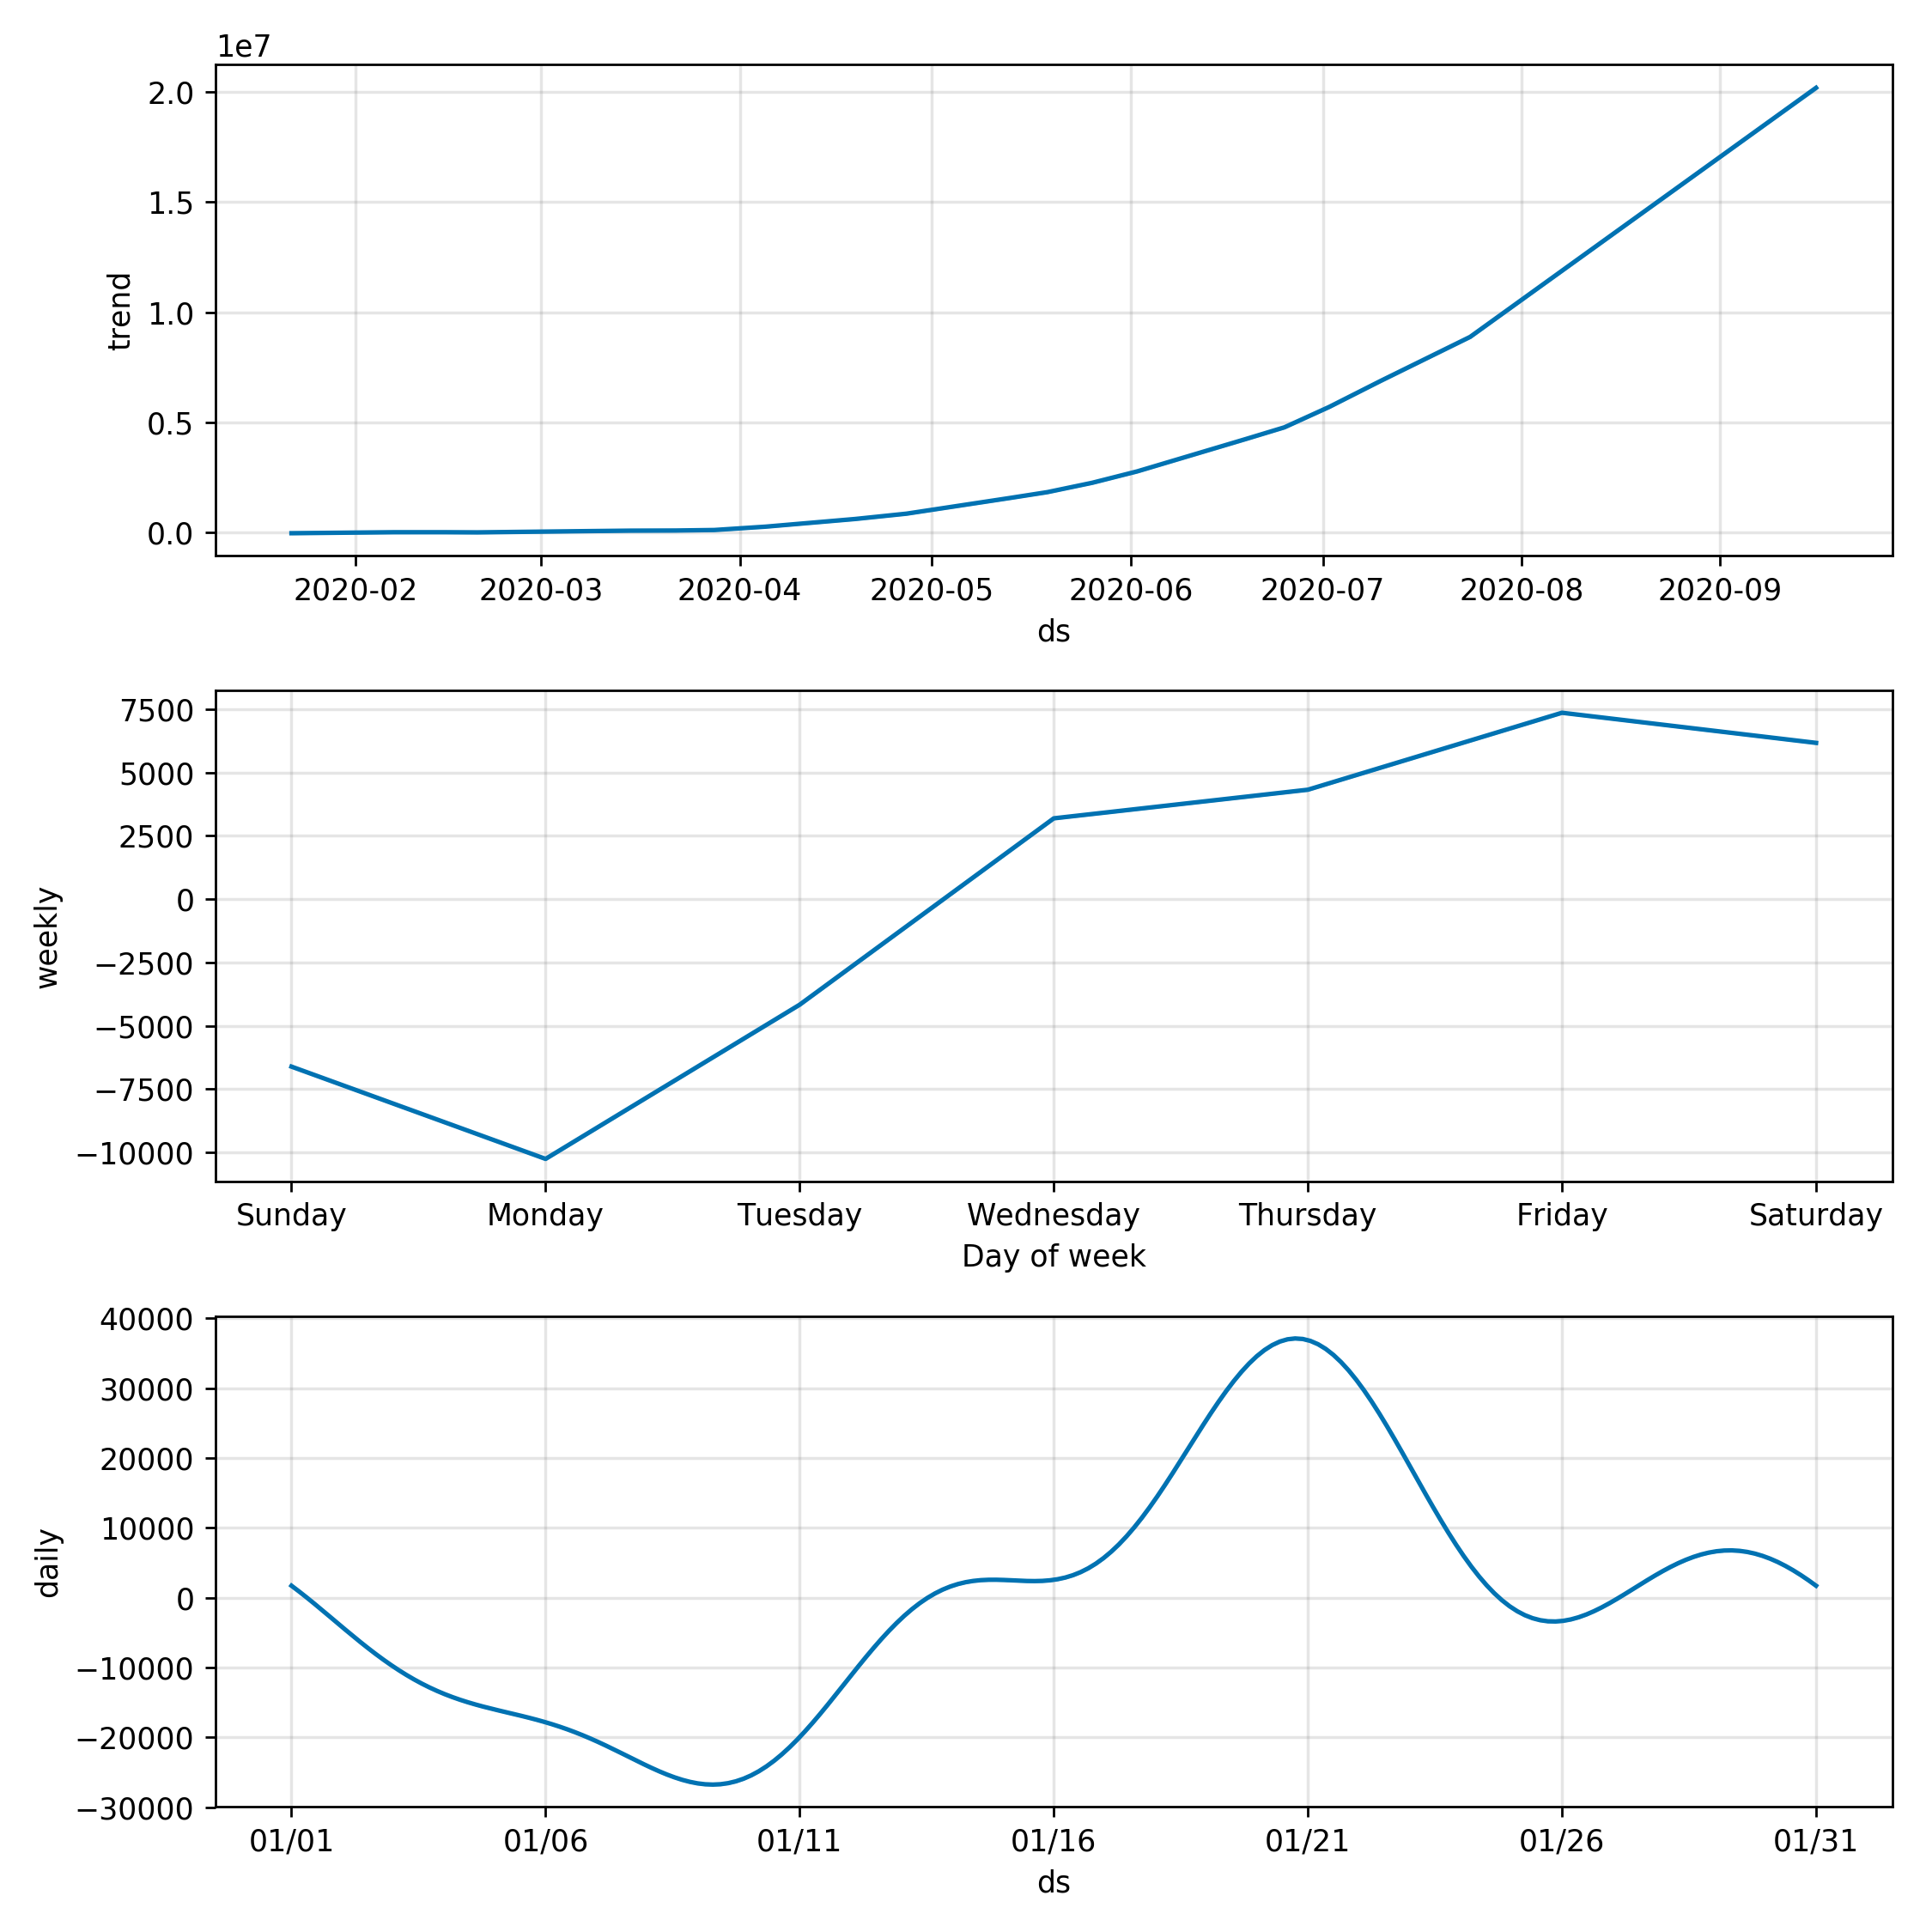 1e7
2.0
1.5
1.0
0.5
0.0
trend
2020-02 2020-03 2020-04 2020-05 2020-06 2020-07 2020-08 2020-09
ds
7500
5000
2500
0
−2500
−5000
−7500
−10000
weekly
Sunday Monday Tuesday Wednesday Thursday Friday Saturday
Day of week
40000
30000
20000
10000
0
−10000
−20000
−30000
daily
01/01 01/06 01/11 01/16 01/21 01/26 01/31
ds